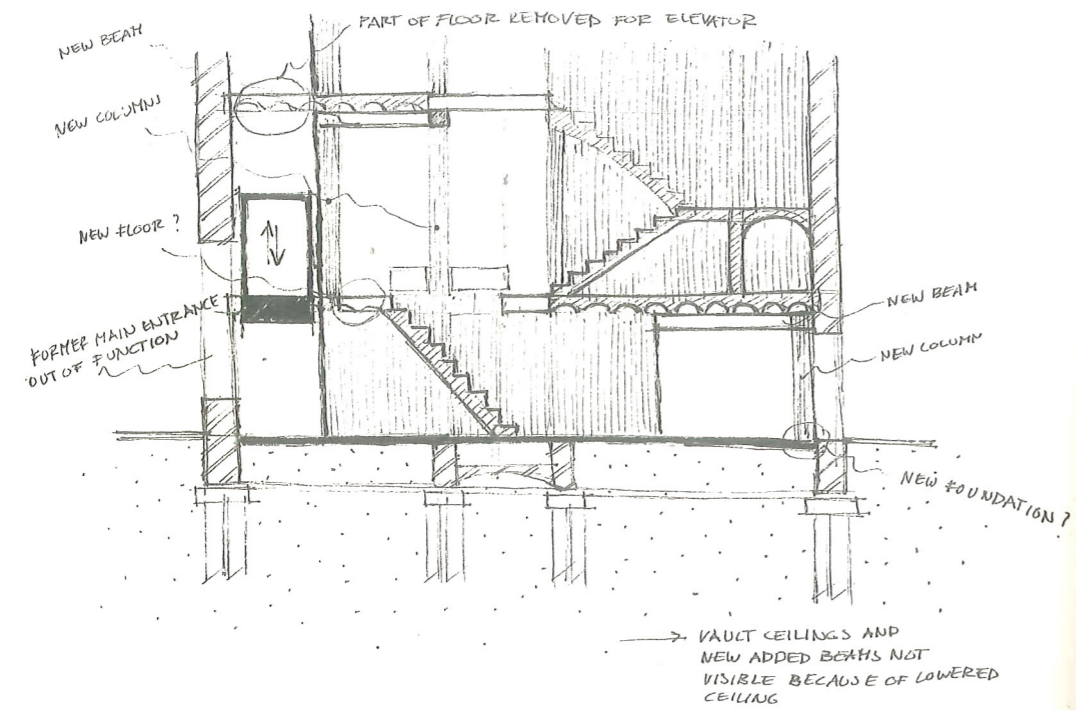 PART OF FLOOR REMOVED FOR ELEVATOR
NEW BEAM
NEW COLUMNS
NEW FLOOR ?
FORMER MAIN ENTRANCE
OUT OF FUNCTION
NEW BEAM
NEW COLUMN
NEW FOUNDATION ?
VAULT CEILINGS AND
NEW ADDED BEAMS NOT
VISIBLE BECAUSE OF LOWERED
CEILING